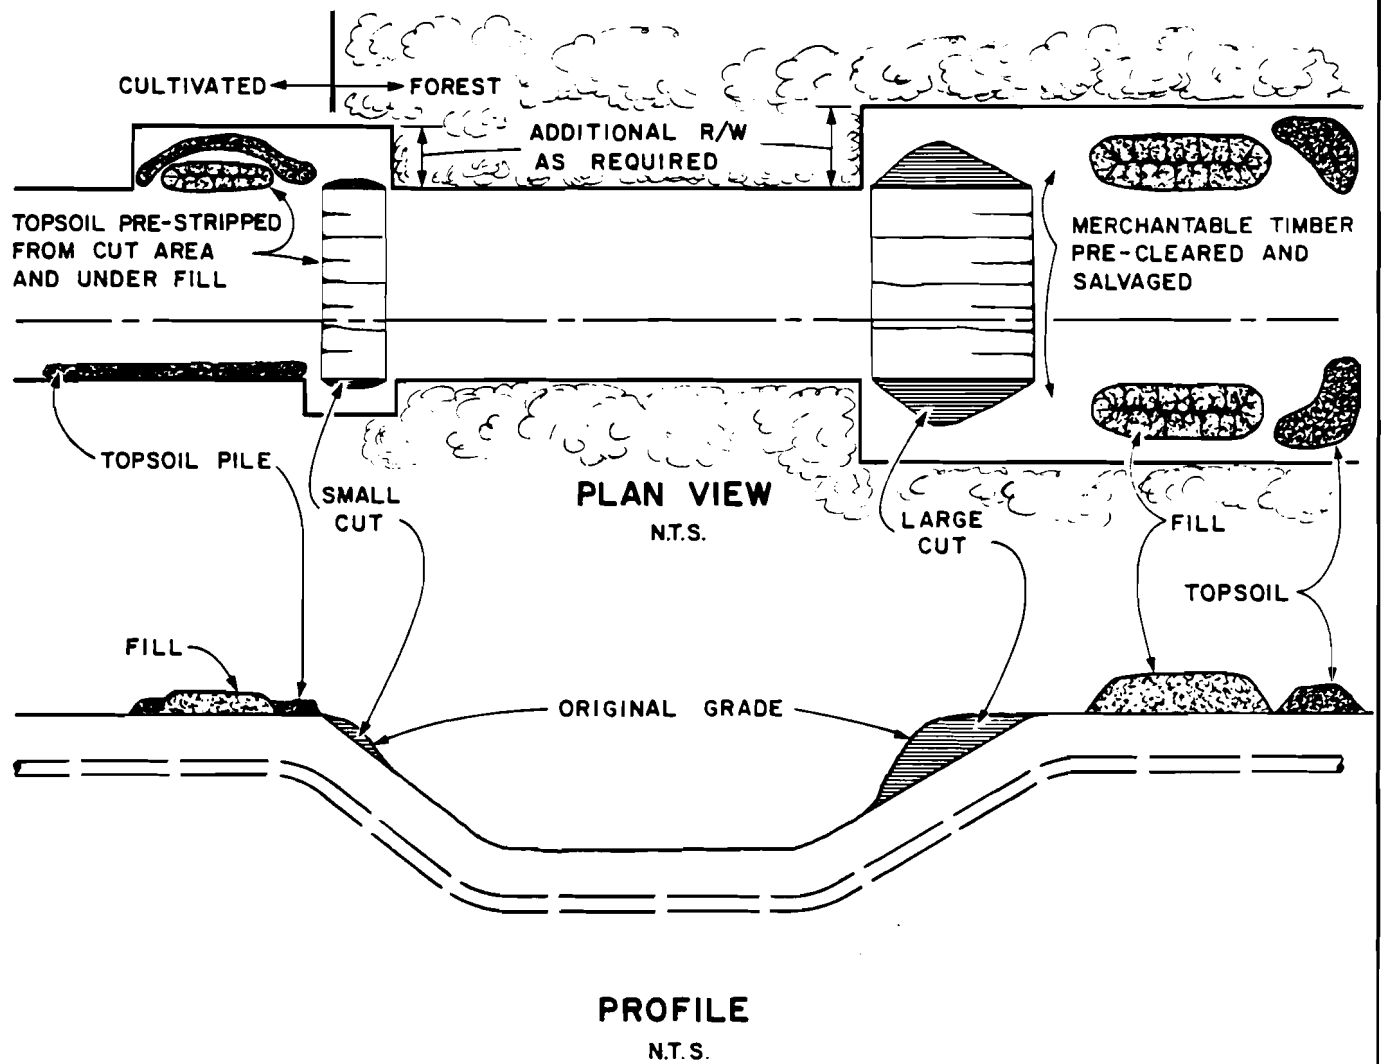 CULTIVATED
FOREST
ADDITIONAL R/W
AS REQUIRED
TOPSOIL PRE-STRIPPED
FROM CUT AREA
AND UNDER FILL
MERCHANTABLE TIMBER
PRE-CLEARED AND
SALVAGED
TOPSOIL PILE
SMALL
CUT
PLAN VIEW
N.T.S.
LARGE
CUT
FILL
TOPSOIL
FILL
ORIGINAL GRADE
PROFILE
N.T.S.